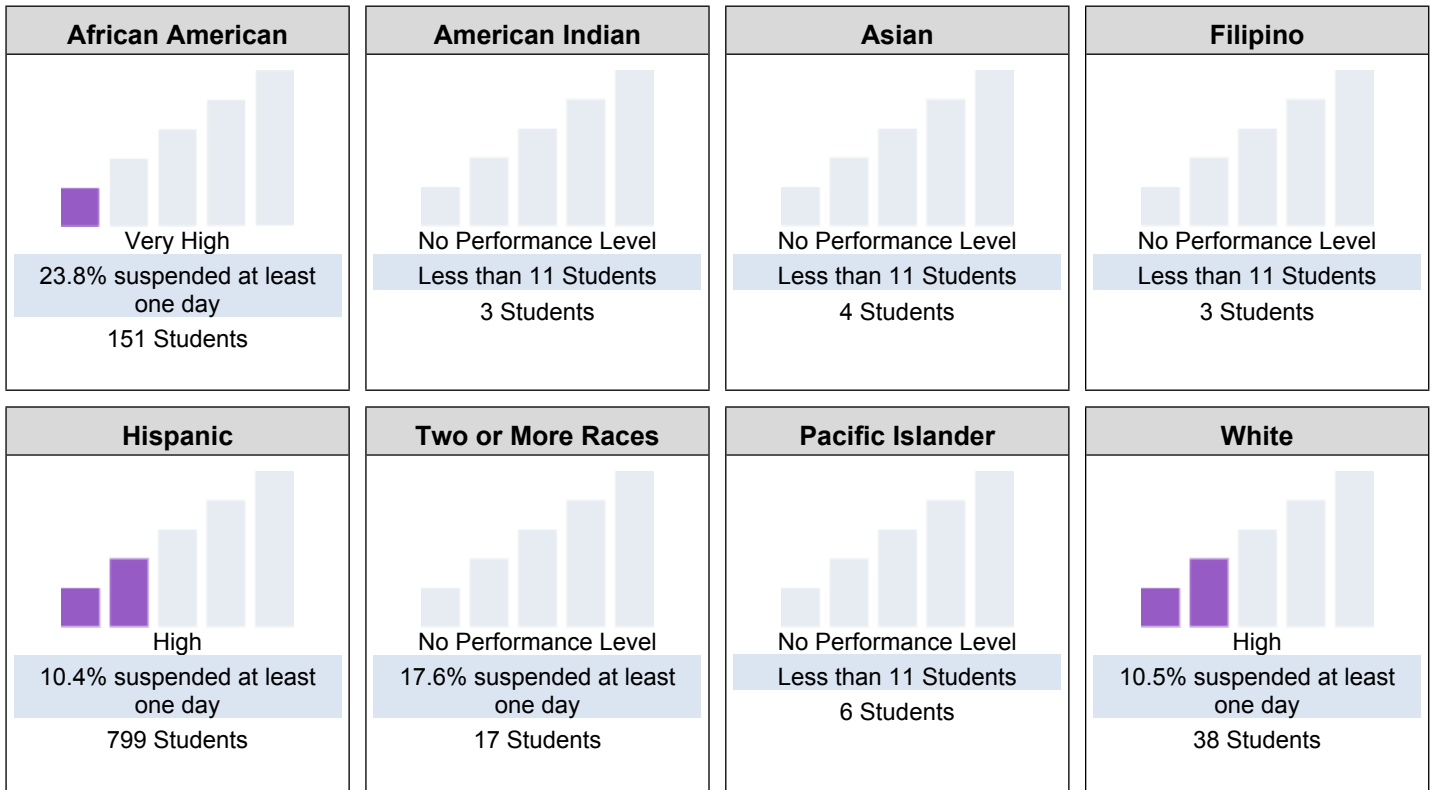 African American
Very High
23.8% suspended at least
one day
151 Students
American Indian
No Performance Level
Less than 11 Students
3 Students
Asian
No Performance Level
Less than 11 Students
4 Students
Filipino
No Performance Level
Less than 11 Students
3 Students
Hispanic
High
10.4% suspended at least
one day
799 Students
Two or More Races
No Performance Level
17.6% suspended at least
one day
17 Students
Pacific Islander
No Performance Level
Less than 11 Students
6 Students
White
High
10.5% suspended at least
one day
38 Students